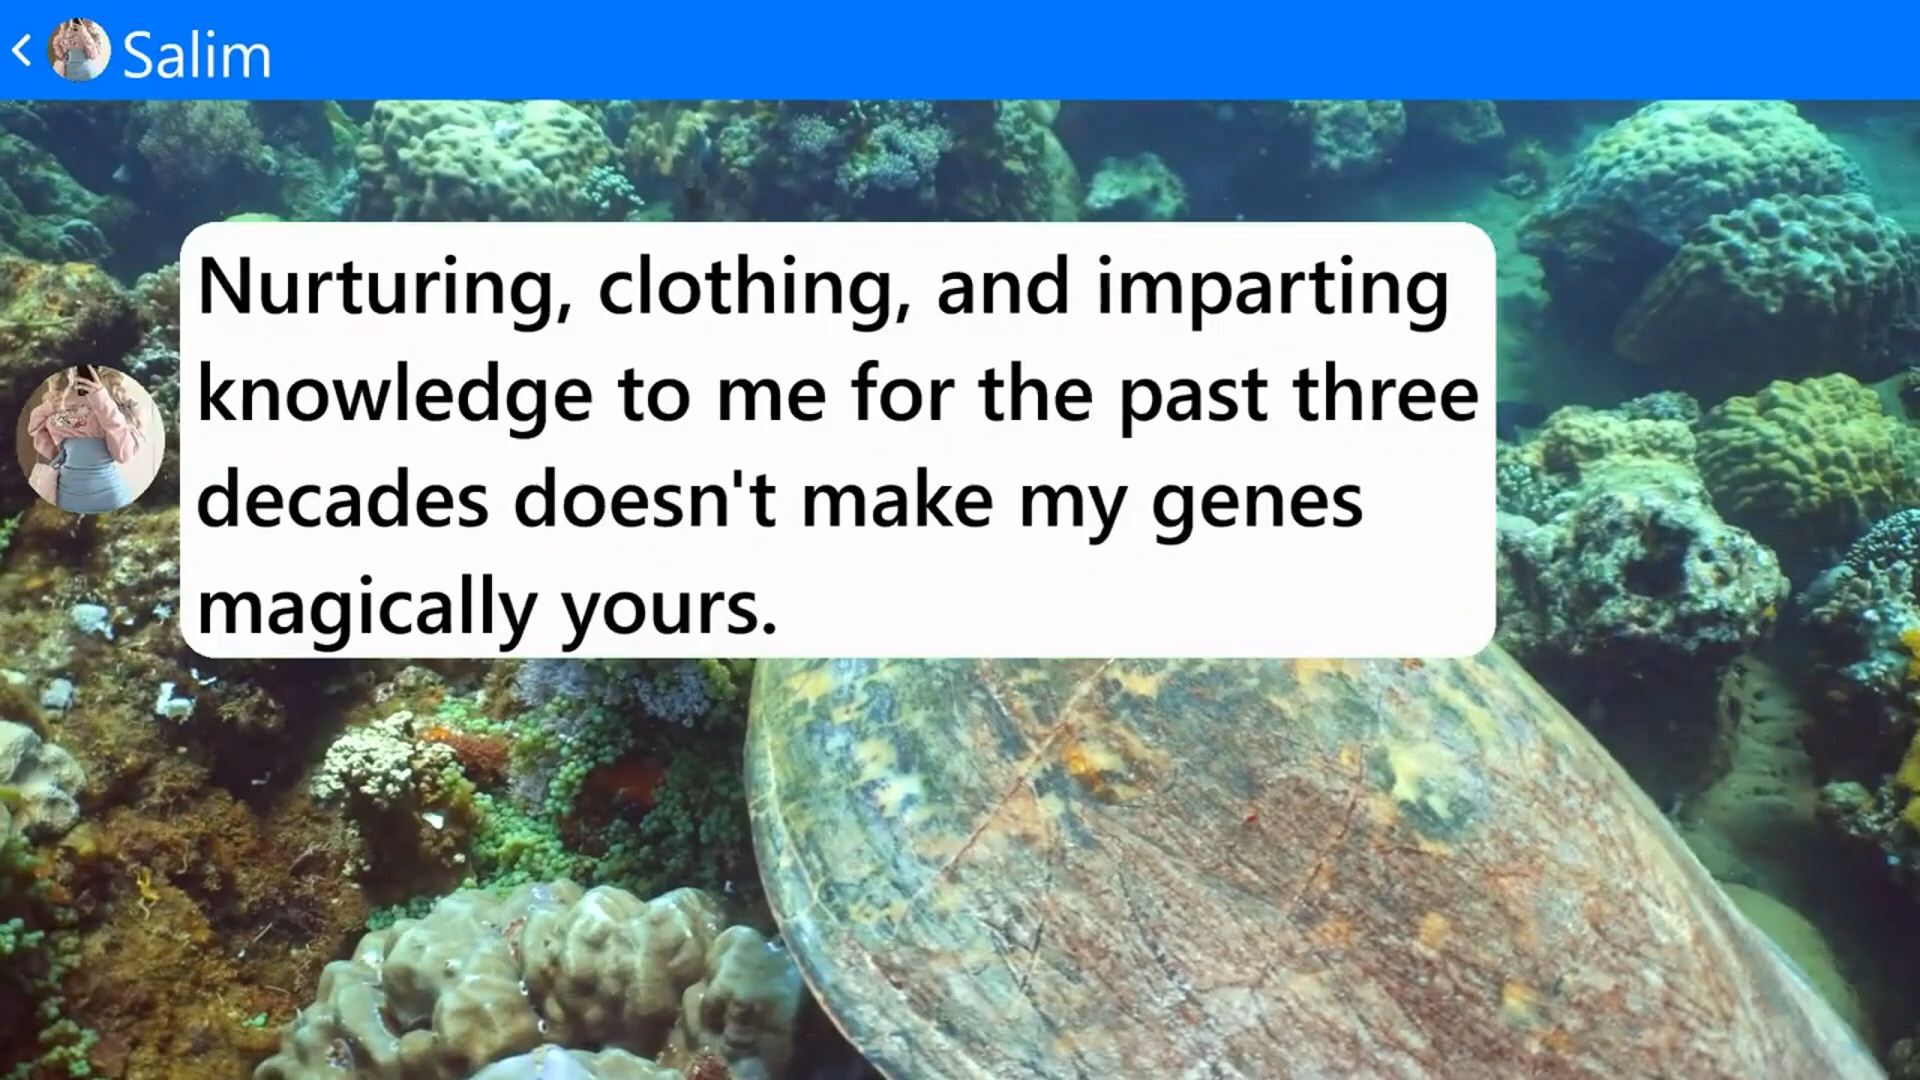 Salim
Nurturing, clothing, and imparting
knowledge to me for the past three
decades doesn't make my genes
magically yours.